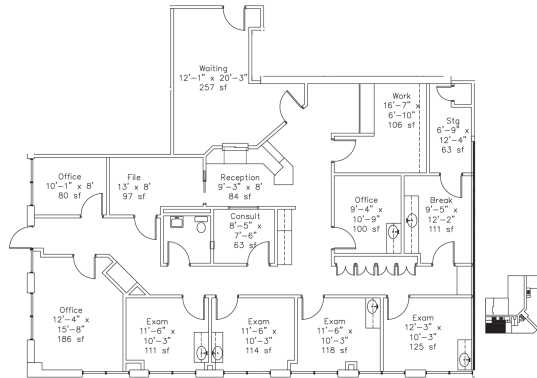 Waiting
12'-1" x 20'-3"
257 sf
Work
16'-7" x
6'-10"
106 sf
Stg
6'-9" x
12'-4"
63 sf
Office
10'-1" x 8'
80 sf
File
13' x 8'
97 sf
Reception
9'-3" x 8'
84 sf
Consult
8'-5" x
7'-6"
63 sf
Office
9'-4" x
10'-9"
100 sf
Break
9'-5" x
12'-2"
111 sf
Office
12'-4" x
15'-8"
186 sf
Exam
11'-6" x
10'-3"
111 sf
Exam
11'-6" x
10'-3"
114 sf
Exam
11'-6" x
10'-3"
118 sf
Exam
12'-3" x
10'-3"
125 sf